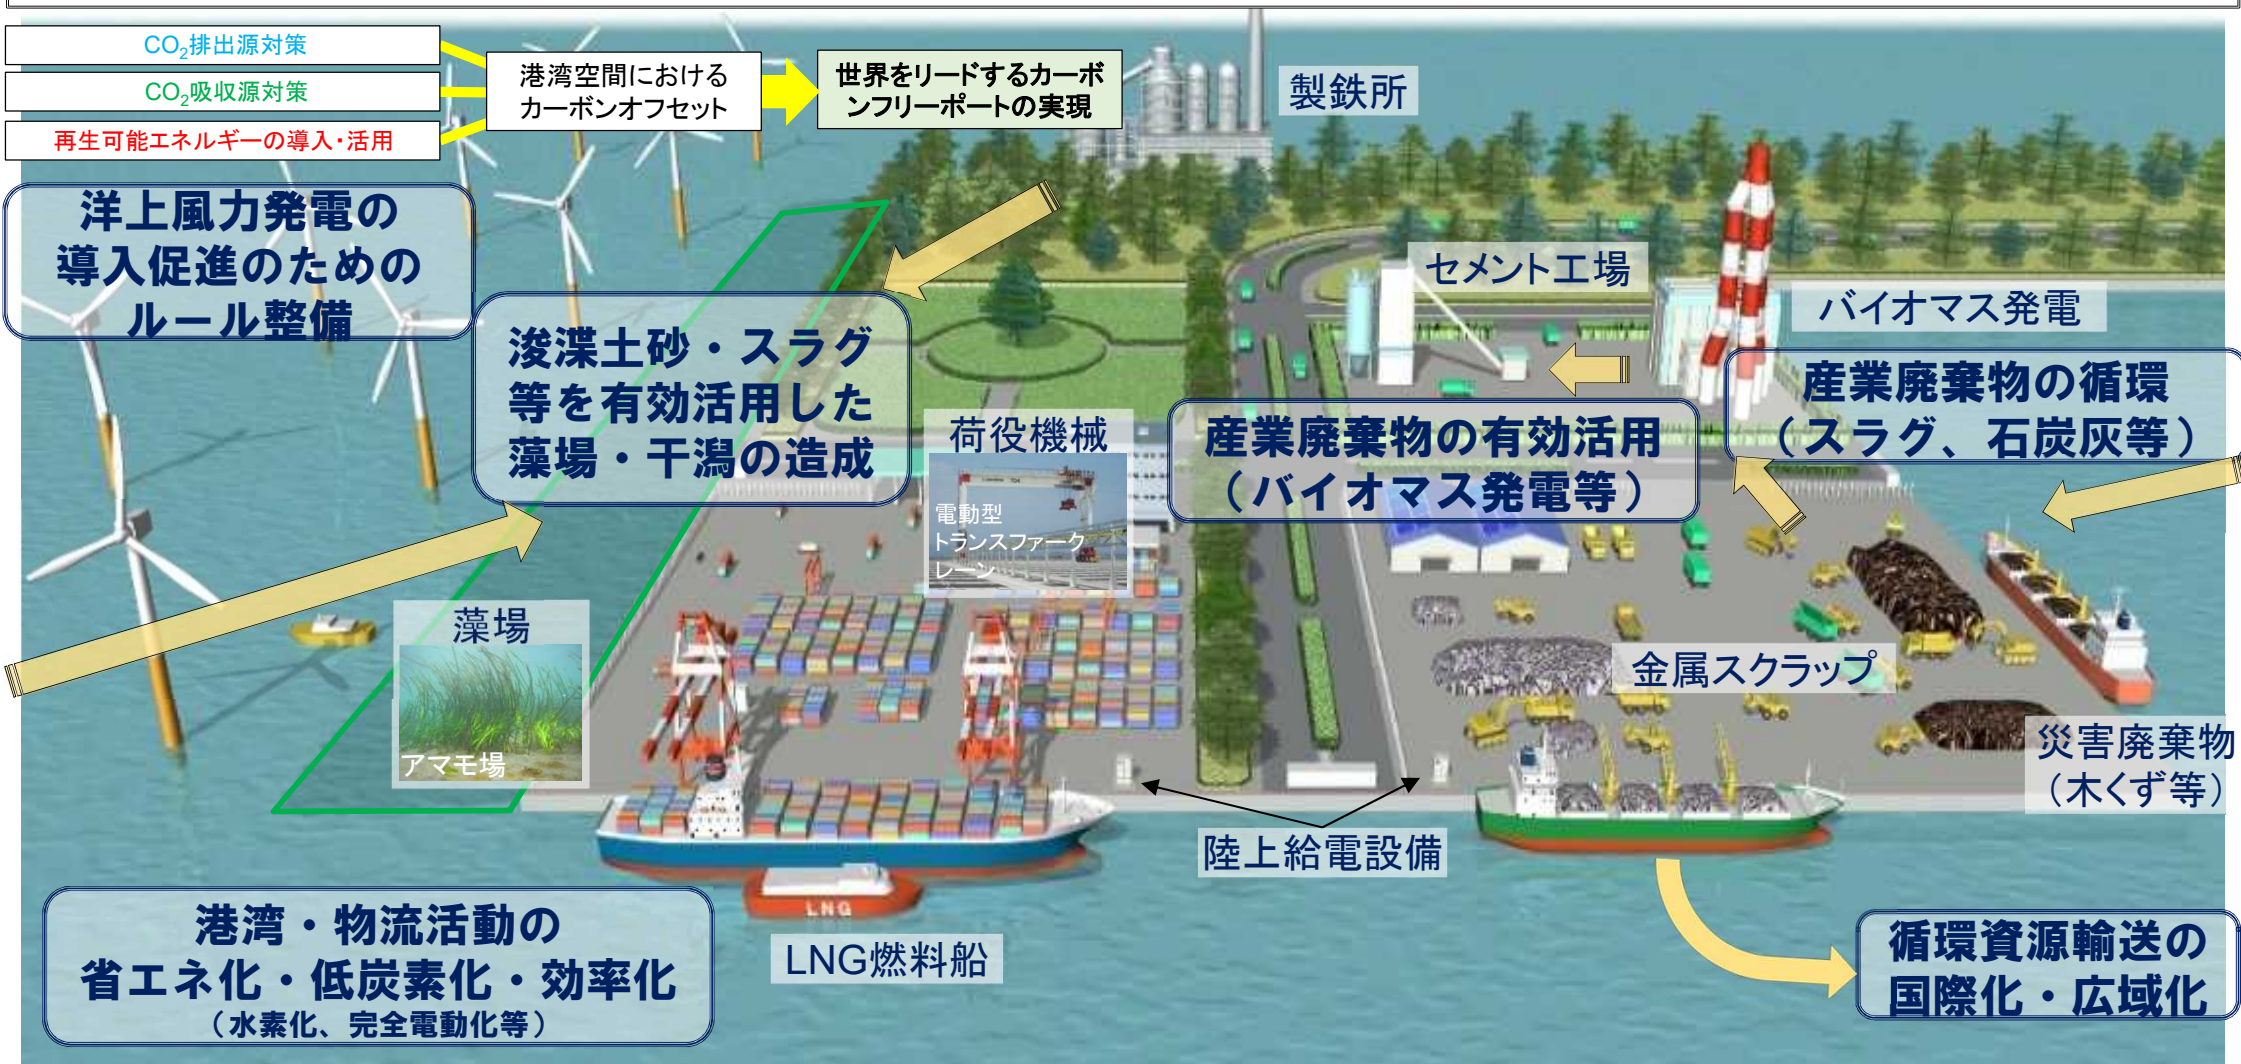 CO₂排出源対策
CO₂吸収源対策
再生可能エネルギーの導入・活用
港湾空間における
カーボンオフセット
世界をリードするカーボ
ンフリーポートの実現
製鉄所
洋上風力発電の
導入促進のための
ルール整備
セメント工場
バイオマス発電
浚渫土砂・スラグ
等を有効活用した
藻場・干潟の造成
産業廃棄物の循環
（スラグ、石炭灰等）
荷役機械
電動型
トランスファーク
レーン
産業廃棄物の有効活用
（バイオマス発電等）
藻場
アマモ場
金属スクラップ
災害廃棄物
（木くず等）
陸上給電設備
LNG
LNG燃料船
港湾・物流活動の
省エネ化・低炭素化・効率化
（水素化、完全電動化等）
循環資源輸送の
国際化・広域化